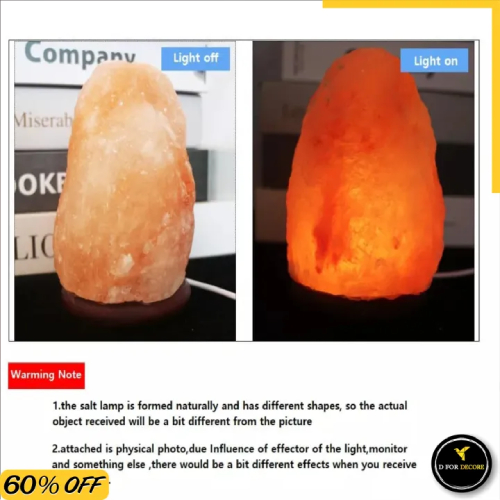 Company
Light off
Light on
Miserab
OOKE
LIC
Warming Note
1.the salt lamp is formed naturally and has different shapes, so the actual
object received will be a bit different from the picture
2.attached is physical photo,due Influence of effector of the light,monitor
and something else ,there would be a bit different effects when you receive
D FOR DECORE
60% OFF